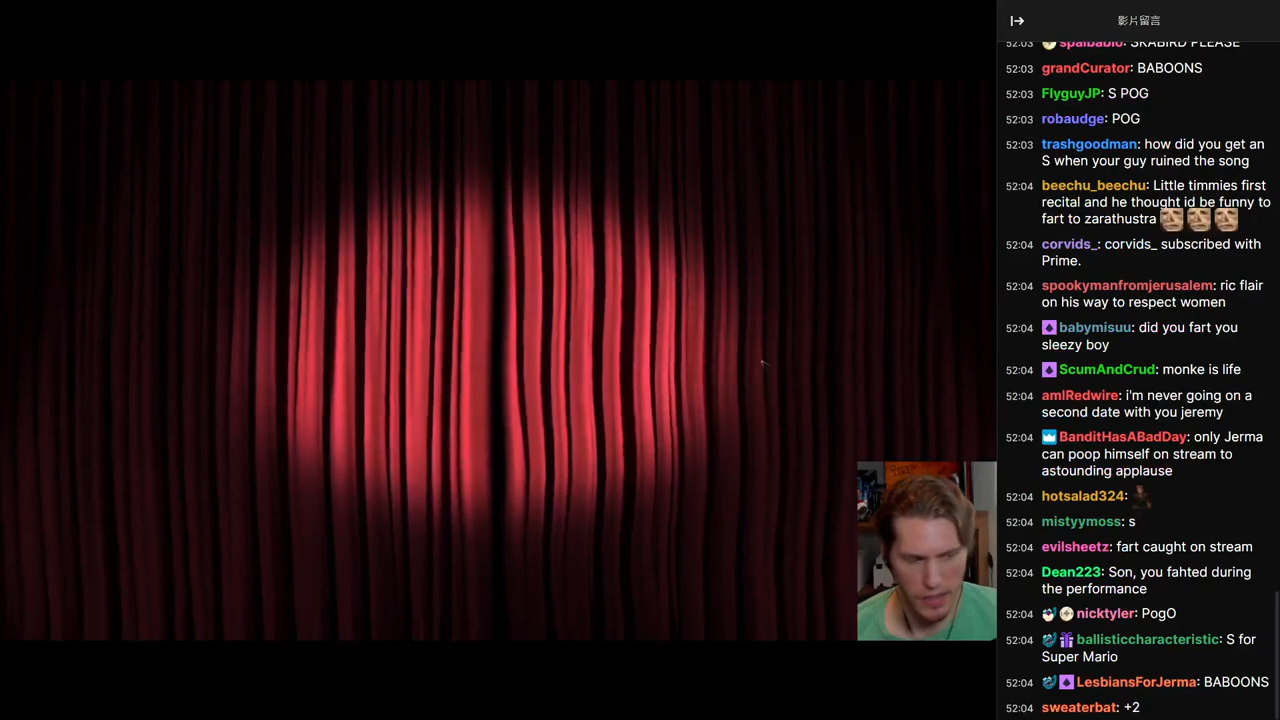 影片留言
52:03 spalbablo: SKABIRD PLEASE
52:03 grandCurator: BABOONS
52:03 FlyguyJP: S POG
52:03 robaudge: POG
52:03 trashgoodman: how did you get an
S when your guy ruined the song
52:04 beechu_beechu: Little timmies first
recital and he thought id be funny to
fart to zarathustra
52:04 corvids_: corvids_ subscribed with
Prime.
52:04 spookymanfromjerusalem: ric flair
on his way to respect women
52:04 babymisuu: did you fart you
sleezy boy
52:04 ScumAndCrud: monke is life
52:04 amlRedwire: i'm never going on a
second date with you jeremy
52:04 BanditHasABadDay: only Jerma
can poop himself on stream to
astounding applause
52:04 hotsalad324:
52:04 mistyymoss: s
52:04 evilsheetz: fart caught on stream
52:04 Dean223: Son, you fahted during
the performance
52:04 nicktyler: PogO
52:04 ballisticcharacteristic: S for
Super Mario
52:04 LesbiansForJerma: BABOONS
52:04 sweaterbat: +2